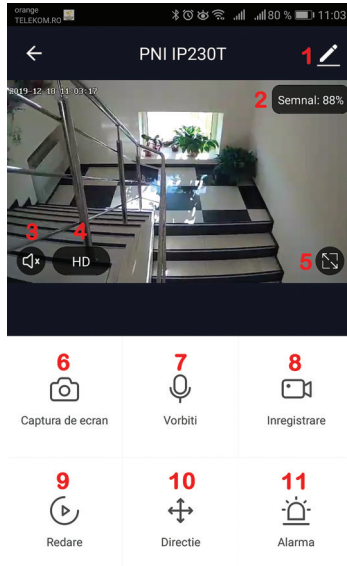 orange
TELEKOM.RO
80 % 11:03
PNI IP230T
1
2019-12-18 11:03:17
2
Semnal: 88%
3
4
HD
5
6
7
8
Captura de ecran
Vorbiti
Inregistrare
9
10
11
Redare
Directie
Alarma